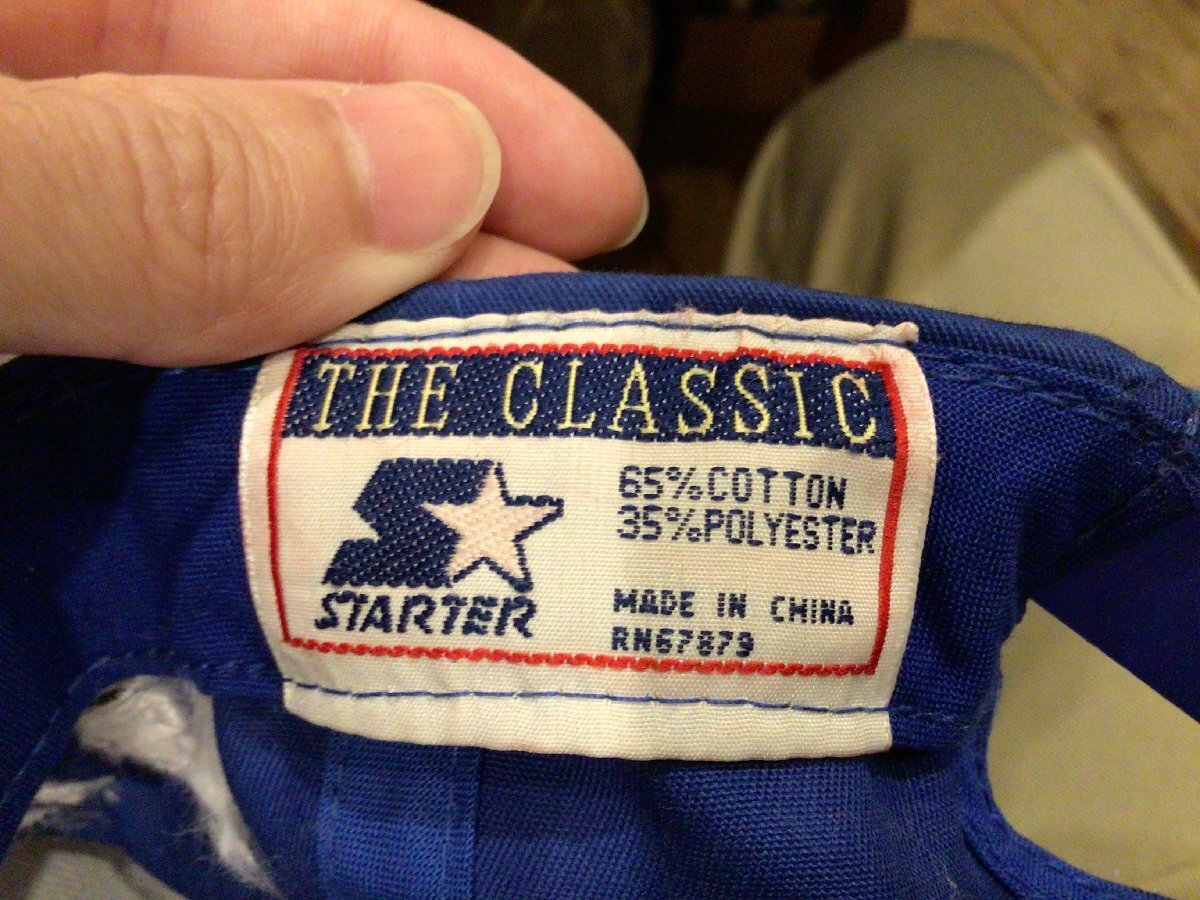 THE CLASSIC
65% COTTON
35% POLYESTER
STARTER
MADE IN CHINA
RN67879